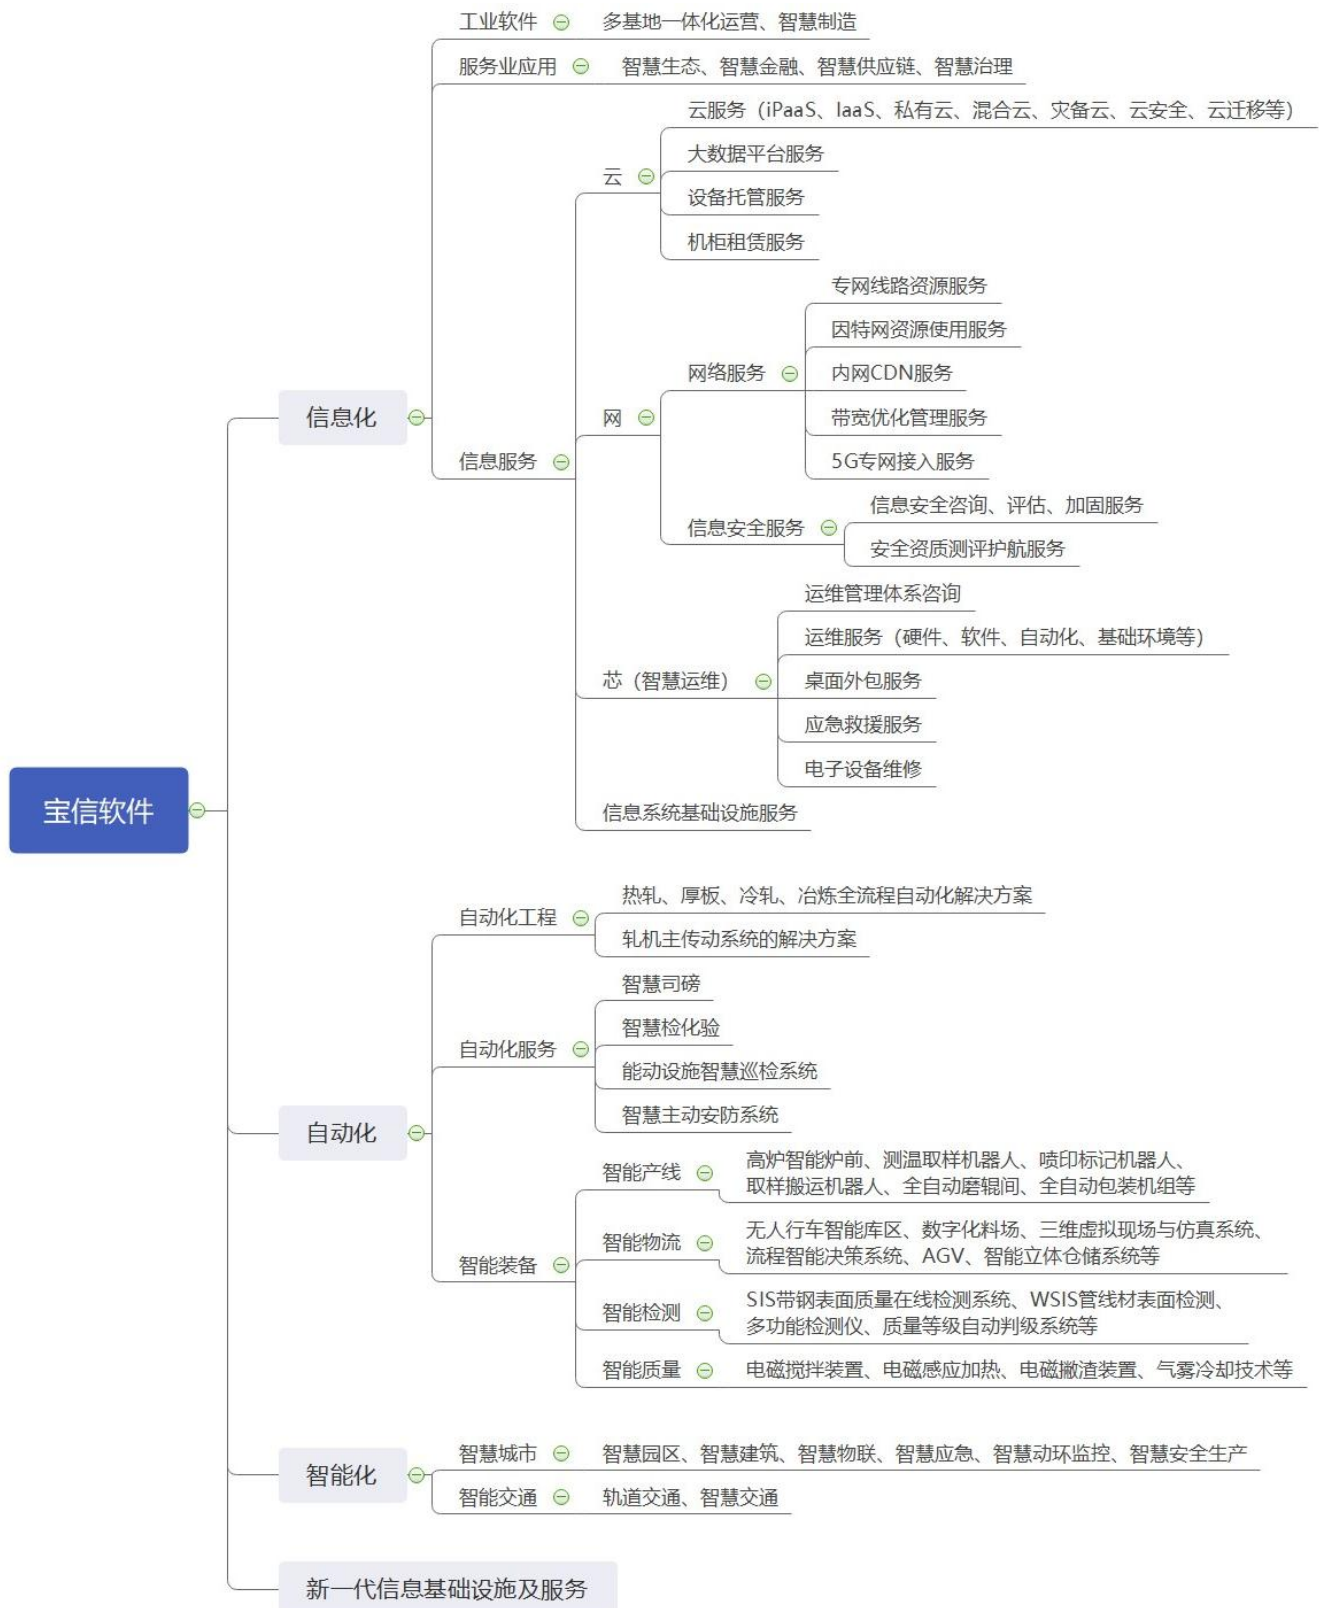 工业软件
多基地一体化运营、智慧制造
服务业应用
智慧生态、智慧金融、智慧供应链、智慧治理
云服务（iPaaS、IaaS、私有云、混合云、灾备云、云安全、云迁移等）
大数据平台服务
云
设备托管服务
机柜租赁服务
专网线路资源服务
因特网资源使用服务
网络服务
内网CDN服务
信息化
网
带宽优化管理服务
信息服务
5G专网接入服务
信息安全咨询、评估、加固服务
信息安全服务
安全资质测评护航服务
运维管理体系咨询
运维服务（硬件、软件、自动化、基础环境等）
芯（智慧运维）
桌面外包服务
应急救援服务
电子设备维修
宝信软件
信息系统基础设施服务
热轧、厚板、冷轧、冶炼全流程自动化解决方案
自动化工程
轧机主传动系统的解决方案
智慧司磅
智慧检化验
自动化服务
能动设施智慧巡检系统
智慧主动安防系统
自动化
智能产线
高炉智能炉前、测温取样机器人、喷印标记机器人、
取样搬运机器人、全自动磨辊间、全自动包装机组等
智能物流
无人行车智能库区、数字化料场、三维虚拟现场与仿真系统、
流程智能决策系统、AGV、智能立体仓储系统等
智能装备
智能检测
SIS带钢表面质量在线检测系统、WSIS管线材表面检测、
多功能检测仪、质量等级自动判级系统等
智能质量
电磁搅拌装置、电磁感应加热、电磁撇渣装置、气雾冷却技术等
智慧城市
智慧园区、智慧建筑、智慧物联、智慧应急、智慧动环监控、智慧安全生产
智能化
智能交通
轨道交通、智慧交通
新一代信息基础设施及服务